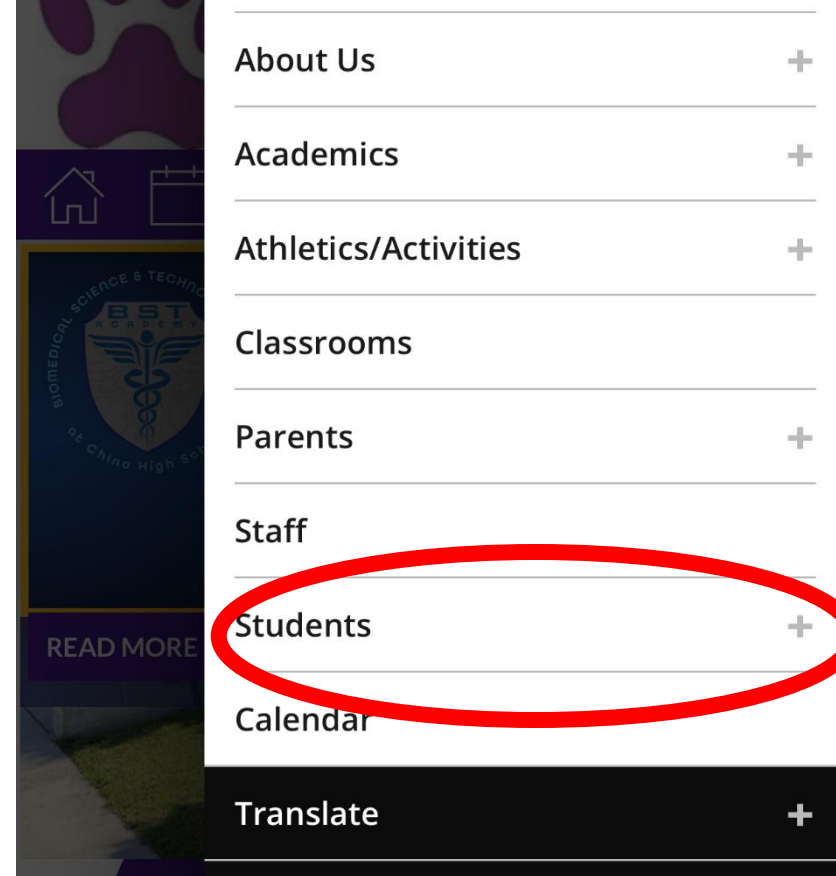 About Us
Academics
Athletics/Activities
Classrooms
Parents
Staff
Students
Calendar
Translate
BIOMEDICAL SCIENCE & TECHNO
BST
ACADEMY
at Chino High Sch
READ MORE